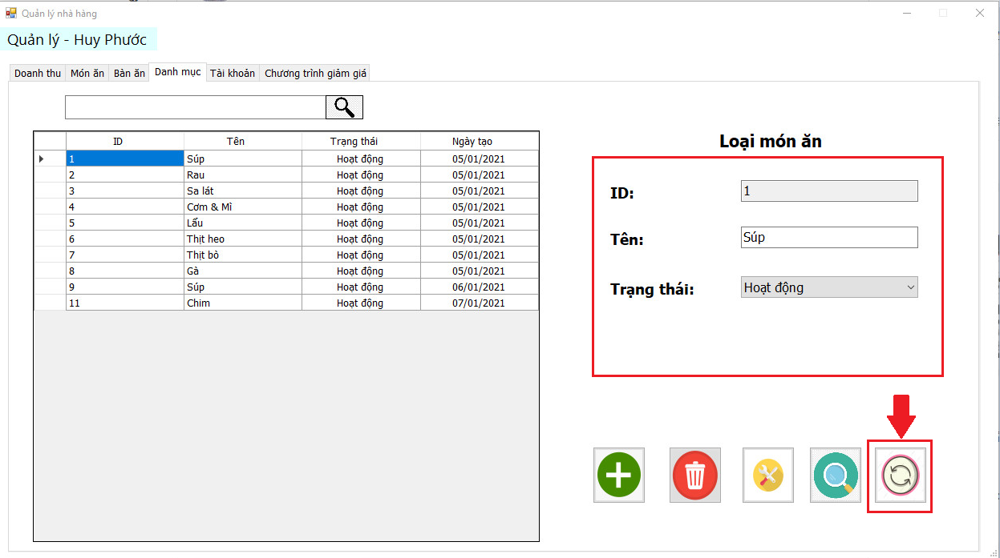 Quản lý nhà hàng
Quản lý - Huy Phước
Doanh thu Món ăn Bàn ăn Danh mục Tài khoản Chương trình giảm giá
ID Tên Trạng thái Ngày tạo
1 Súp Hoạt động 05/01/2021
2 Rau Hoạt động 05/01/2021
3 Sa lát Hoạt động 05/01/2021
4 Cơm & Mì Hoạt động 05/01/2021
5 Lẩu Hoạt động 05/01/2021
6 Thịt heo Hoạt động 05/01/2021
7 Thịt bò Hoạt động 05/01/2021
8 Gà Hoạt động 05/01/2021
9 Súp Hoạt động 06/01/2021
11 Chim Hoạt động 07/01/2021
Loại món ăn
ID: 1
Tên: Súp
Trạng thái: Hoạt động